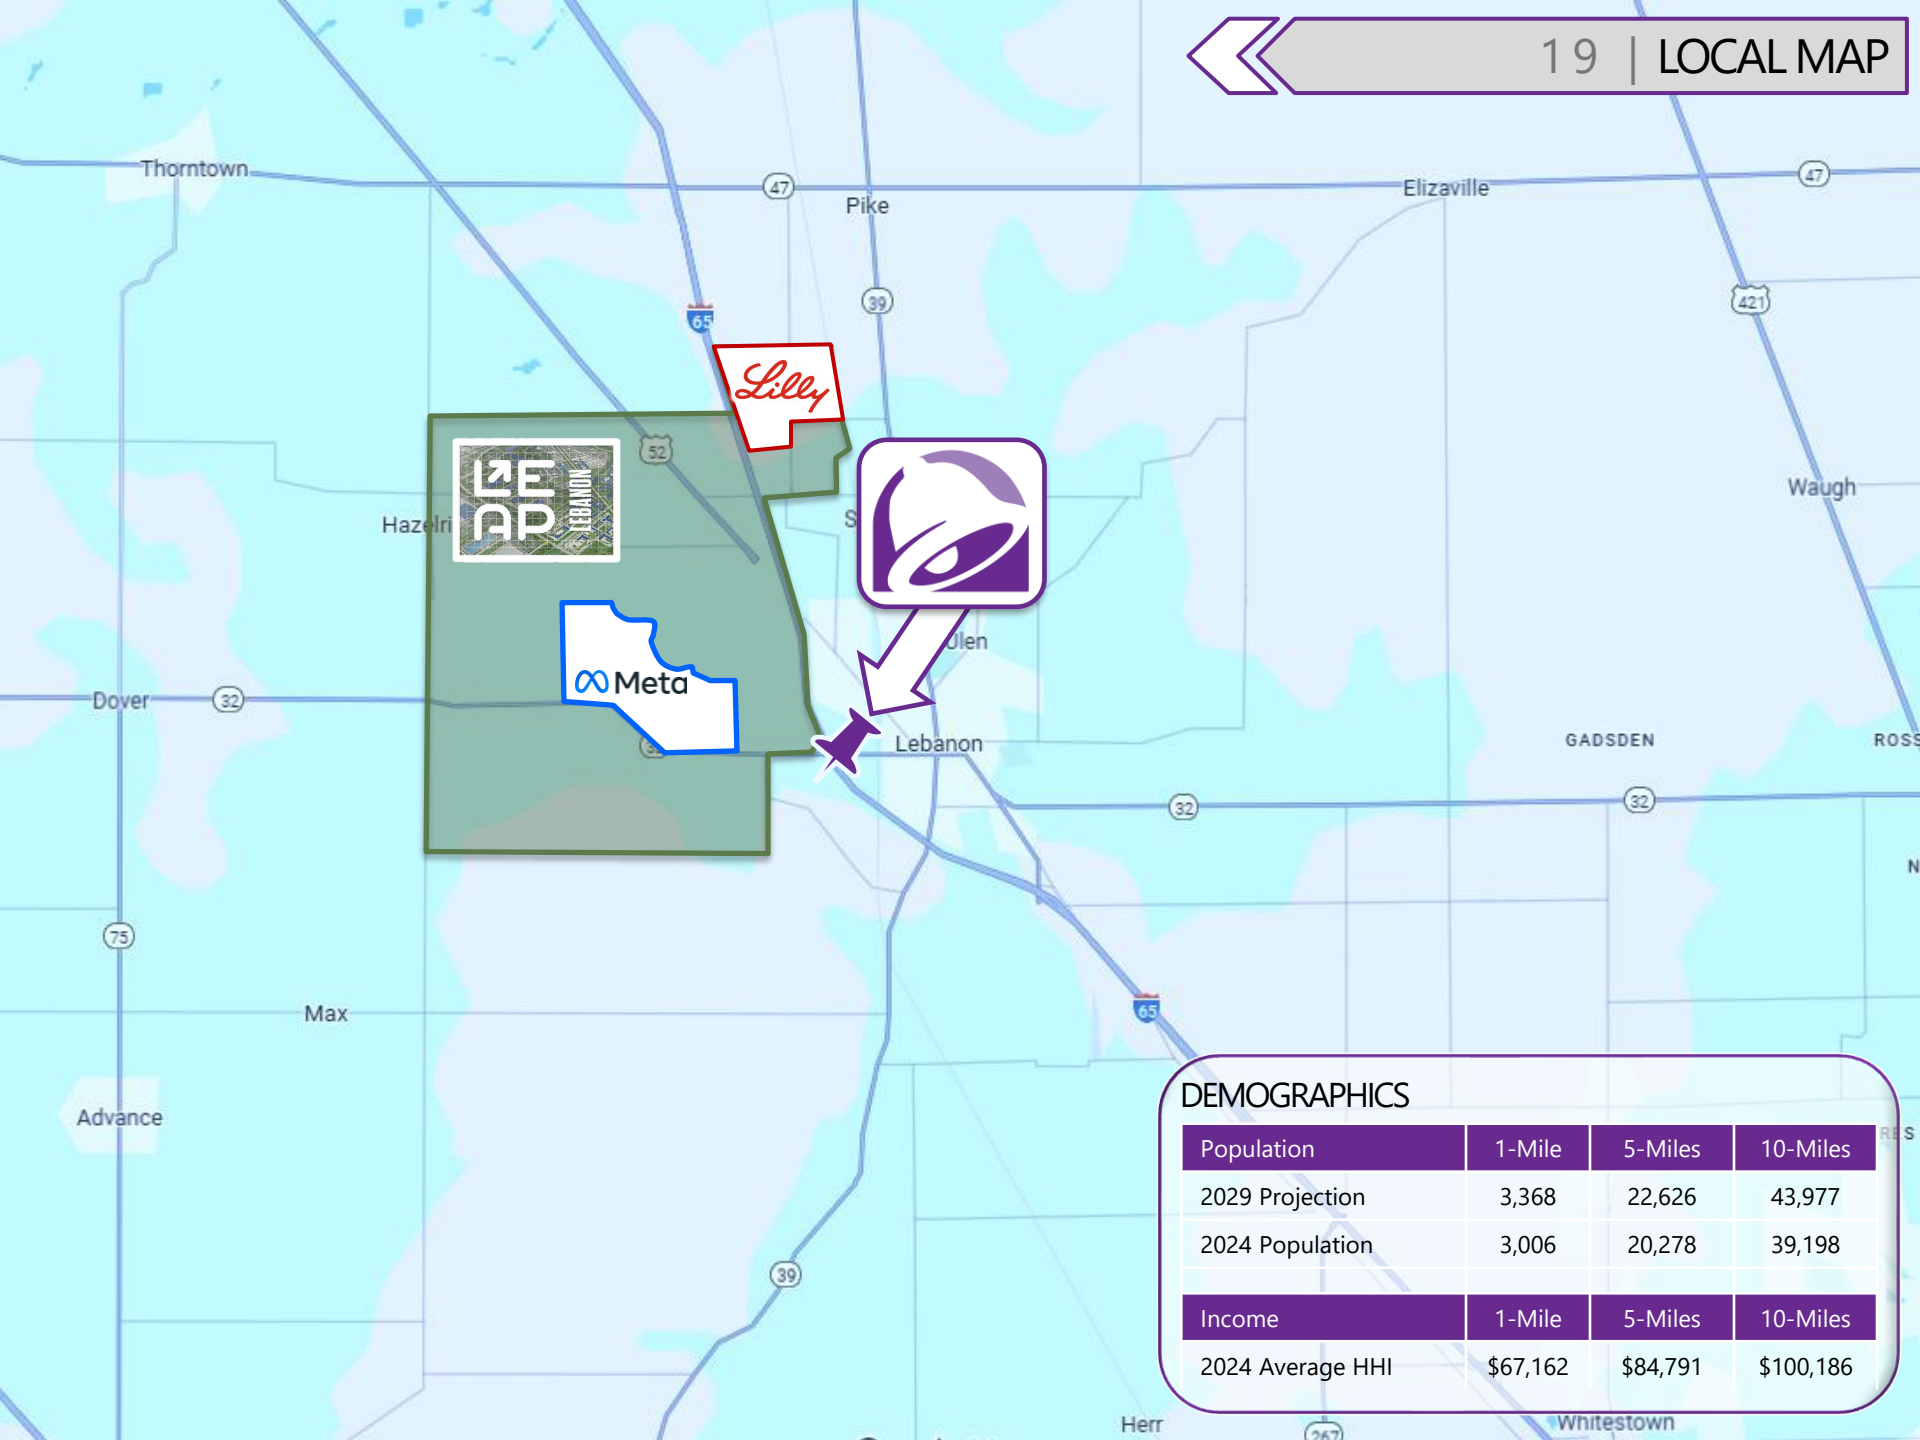 19 | LOCAL MAP
Thorntown
47
Pike
Elizaville
47
39
421
65
Lilly
52
LEAP
LEBANON
Waugh
Meta
Dover
32
Lebanon
GADSDEN
32
32
75
Max
65
Advance
DEMOGRAPHICS
Population 1-Mile 5-Miles 10-Miles
2029 Projection 3,368 22,626 43,977
2024 Population 3,006 20,278 39,198
Income 1-Mile 5-Miles 10-Miles
2024 Average HHI $67,162 $84,791 $100,186
39
Herr
Whitestown
267